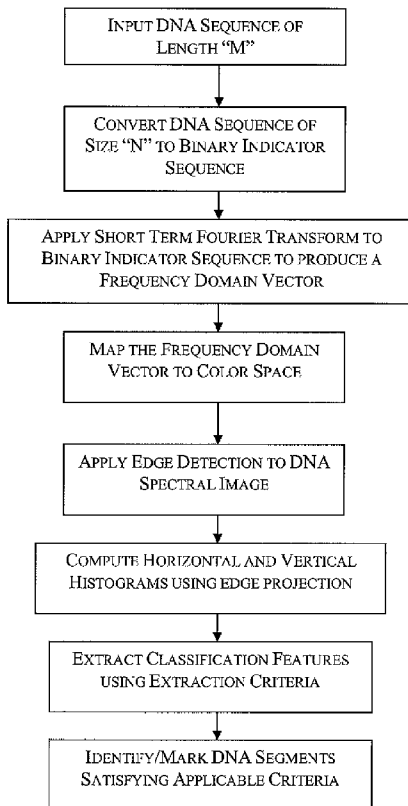 INPUT DNA SEQUENCE OF
LENGTH "M"
CONVERT DNA SEQUENCE OF
SIZE "N" TO BINARY INDICATOR
SEQUENCE
APPLY SHORT TERM FOURIER TRANSFORM TO
BINARY INDICATOR SEQUENCE TO PRODUCE A
FREQUENCY DOMAIN VECTOR
MAP THE FREQUENCY DOMAIN
VECTOR TO COLOR SPACE
APPLY EDGE DETECTION TO DNA
SPECTRAL IMAGE
COMPUTE HORIZONTAL AND VERTICAL
HISTOGRAMS USING EDGE PROJECTION
EXTRACT CLASSIFICATION FEATURES
USING EXTRACTION CRITERIA
IDENTIFY/MARK DNA SEGMENTS
SATISFYING APPLICABLE CRITERIA